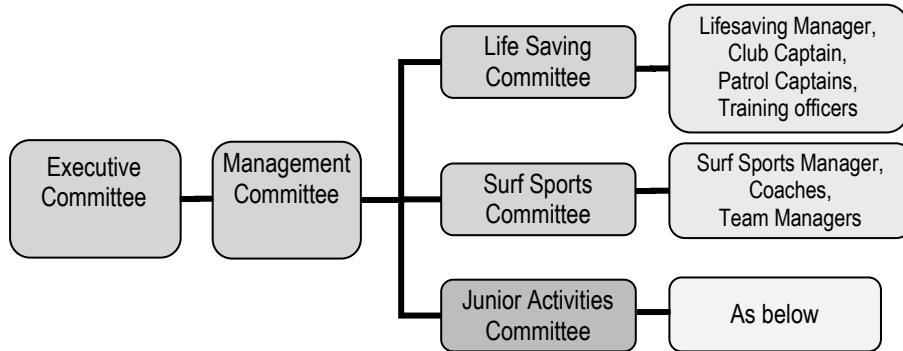 Executive
Committee
Management
Committee
Life Saving
Committee
Lifesaving Manager,
Club Captain,
Patrol Captains,
Training officers
Surf Sports
Committee
Surf Sports Manager,
Coaches,
Team Managers
Junior Activities
Committee
As below